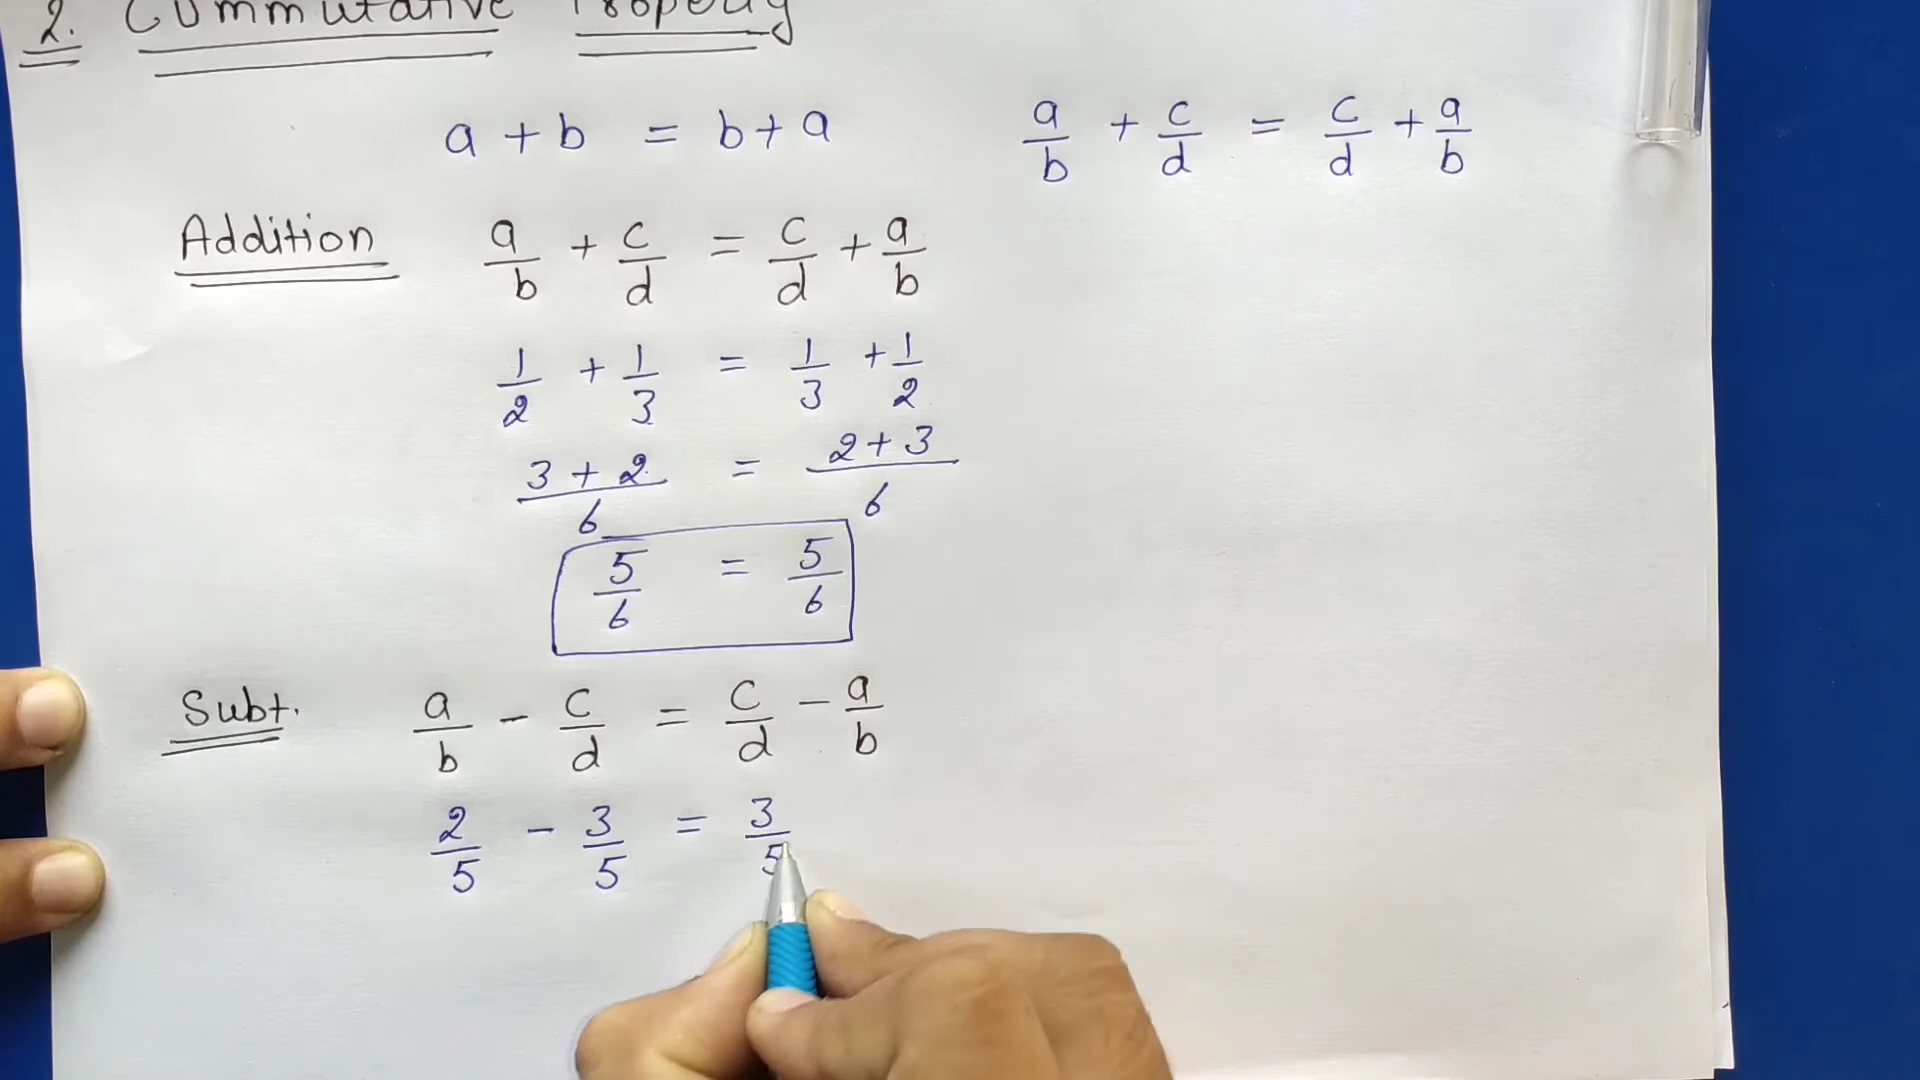 2. Commutative Property
a + b = b + a
a/b + c/d = c/d + a/b
Addition a/b + c/d = c/d + a/b
1/2 + 1/3 = 1/3 + 1/2
3 + 2/6 = 2 + 3/6
5/6 = 5/6
Subt. a/b - c/d = c/d - a/b
2/5 - 3/5 = 3/5